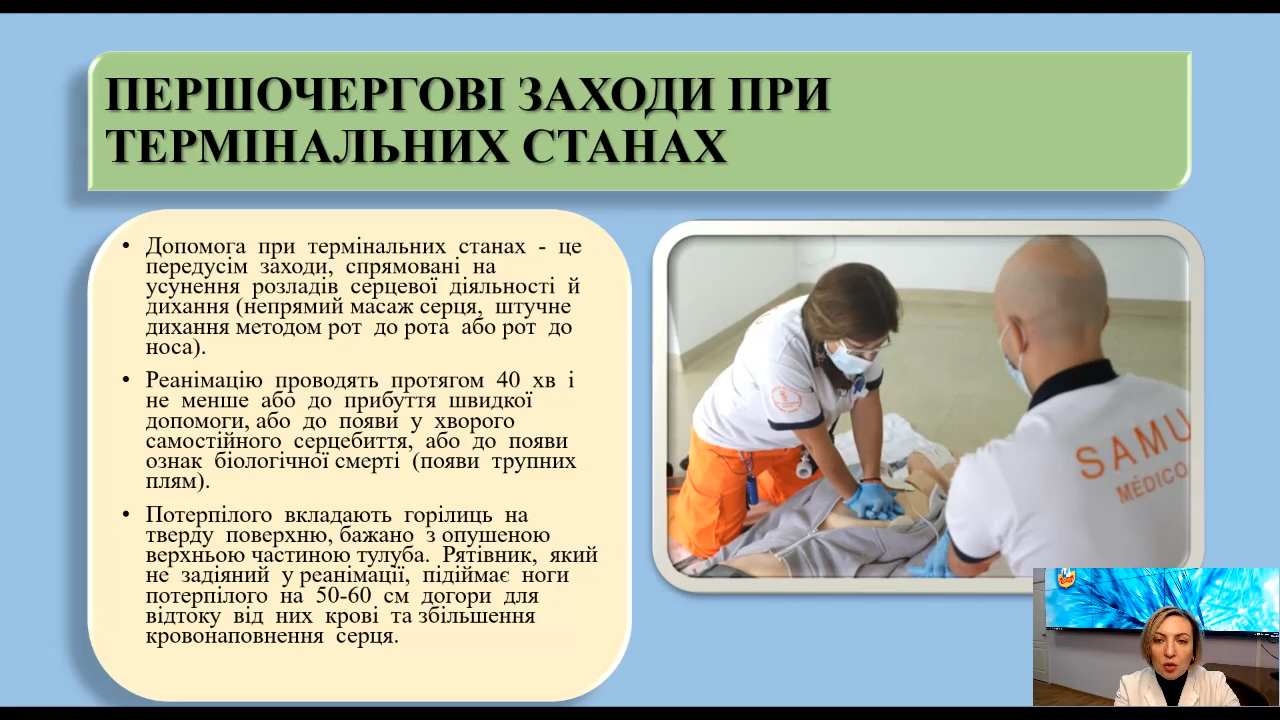 ПЕРШОЧЕРГОВІ ЗАХОДИ ПРИ
ТЕРМІНАЛЬНИХ СТАНАХ
• Допомога при термінальних станах - це
передусім заходи, спрямовані на
усунення розладів серцевої діяльності й
дихання (непрямий масаж серця, штучне
дихання методом рот до рота або рот до
носа).
• Реанімацію проводять протягом 40 хв і
не менше або до прибуття швидкої
допомоги, або до появи у хворого
самостійного серцебиття, або до появи
ознак біологічної смерті (появи трупних
плям).
• Потерпілого вкладають горілиць на
тверду поверхню, бажано з опушеною
верхньою частиною тулуба. Рятівник, який
не задіяний у реанімації, підіймає ноги
потерпілого на 50-60 см догори для
відтоку від них крові та збільшення
кровонаповнення серця.
SAMU
MÉDICO